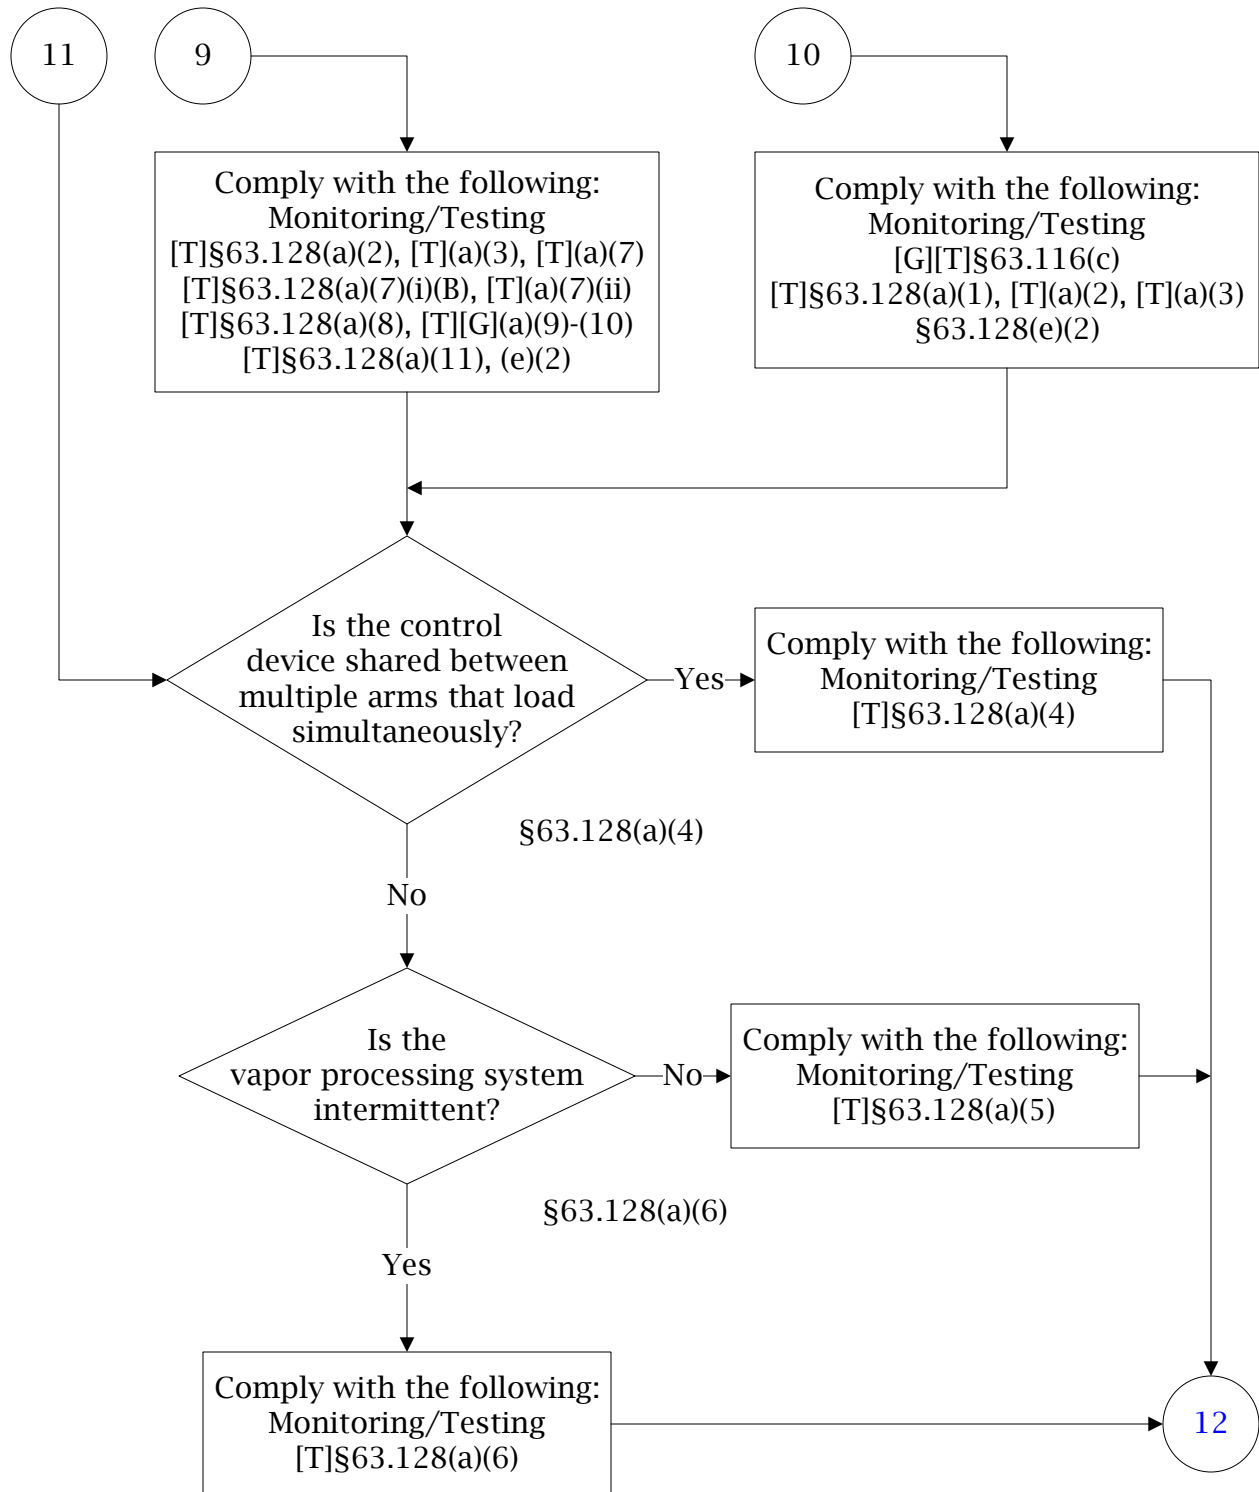 11
9
10
Comply with the following:
Monitoring/Testing
[T]§63.128(a)(2), [T](a)(3), [T](a)(7)
[T]§63.128(a)(7)(i)(B), [T](a)(7)(ii)
[T]§63.128(a)(8), [T][G](a)(9)-(10)
[T]§63.128(a)(11), (e)(2)
Comply with the following:
Monitoring/Testing
[G][T]§63.116(c)
[T]§63.128(a)(1), [T](a)(2), [T](a)(3)
§63.128(e)(2)
Is the control
device shared between
multiple arms that load
simultaneously?
Yes
Comply with the following:
Monitoring/Testing
[T]§63.128(a)(4)
§63.128(a)(4)
No
Is the
vapor processing system
intermittent?
No
Comply with the following:
Monitoring/Testing
[T]§63.128(a)(5)
§63.128(a)(6)
Yes
Comply with the following:
Monitoring/Testing
[T]§63.128(a)(6)
12